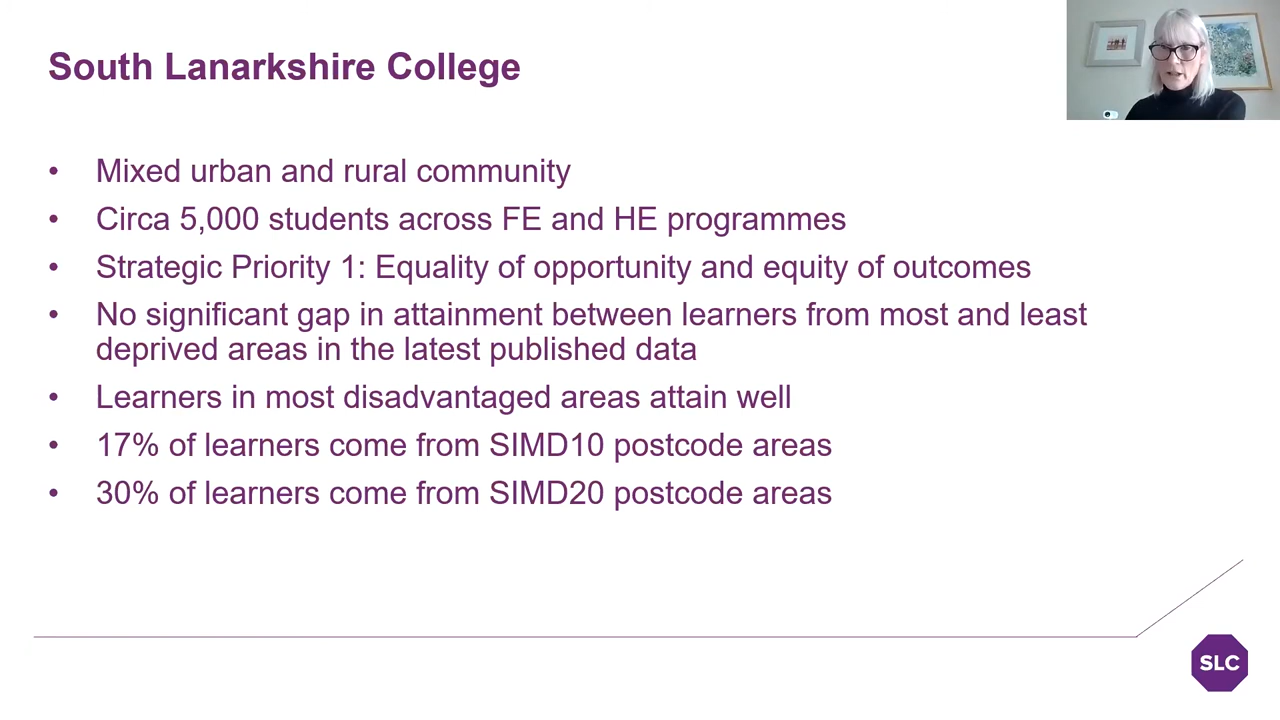 South Lanarkshire College
• Mixed urban and rural community
• Circa 5,000 students across FE and HE programmes
• Strategic Priority 1: Equality of opportunity and equity of outcomes
• No significant gap in attainment between learners from most and least
deprived areas in the latest published data
• Learners in most disadvantaged areas attain well
• 17% of learners come from SIMD10 postcode areas
• 30% of learners come from SIMD20 postcode areas
SLC